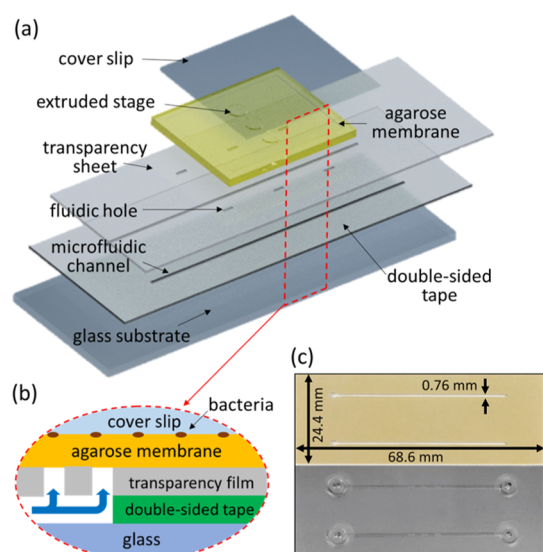 (a)
cover slip
extruded stage
agarose
membrane
transparency
sheet
fluidic hole
microfluidic
channel
double-sided
tape
glass substrate
(b)
bacteria
cover slip
agarose membrane
transparency film
double-sided tape
glass
(c)
0.76 mm
24.4 mm
68.6 mm